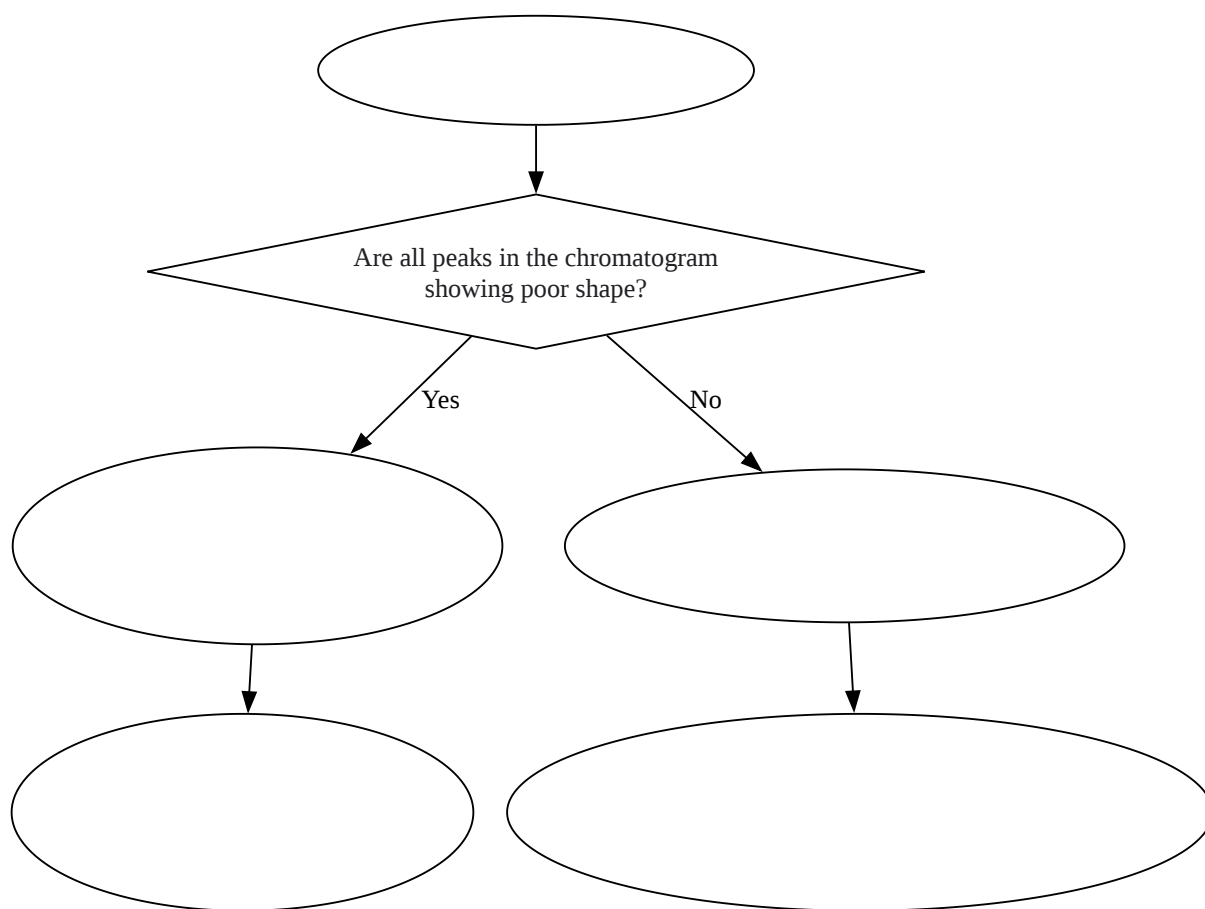 Are all peaks in the chromatogram
showing poor shape?
Yes
No